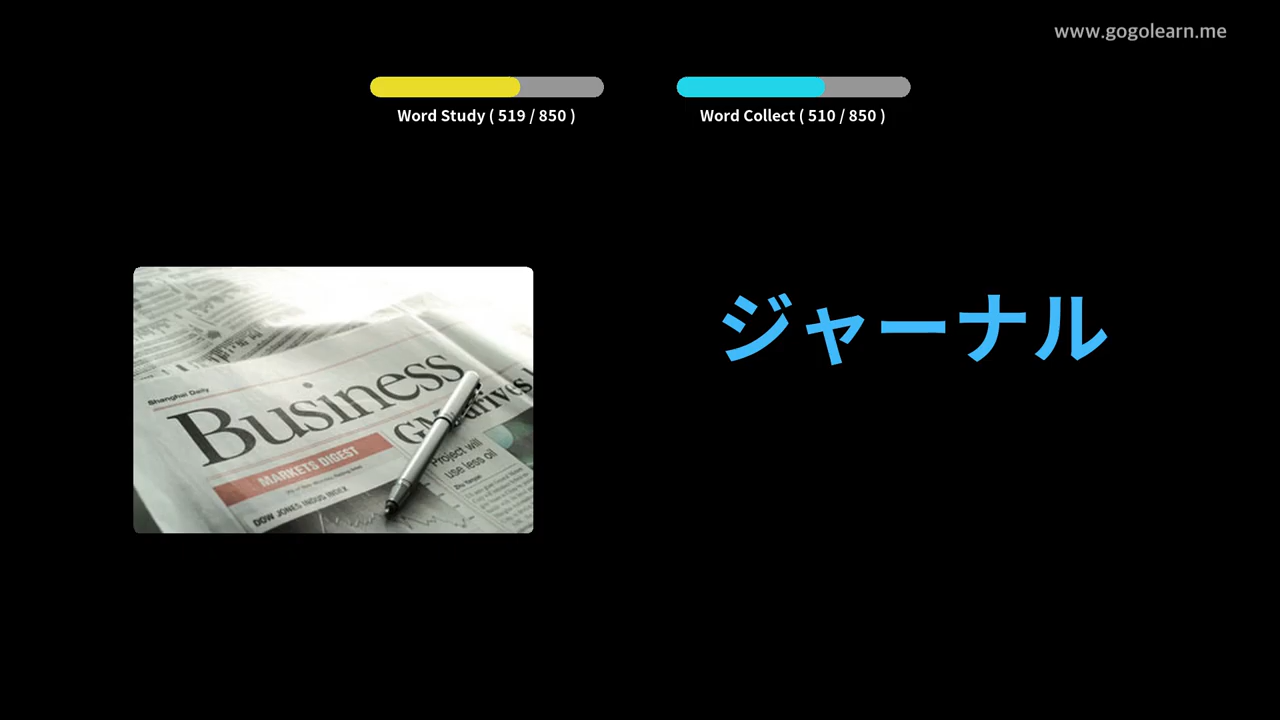 www.gogolearn.me
Word Study ( 519 / 850 )
Word Collect ( 510 / 850 )
ジャーナル
Shanghai Daily
Business
MARKETS DIGEST
DOW JONES INDUS INDEX
Project will
use less oil